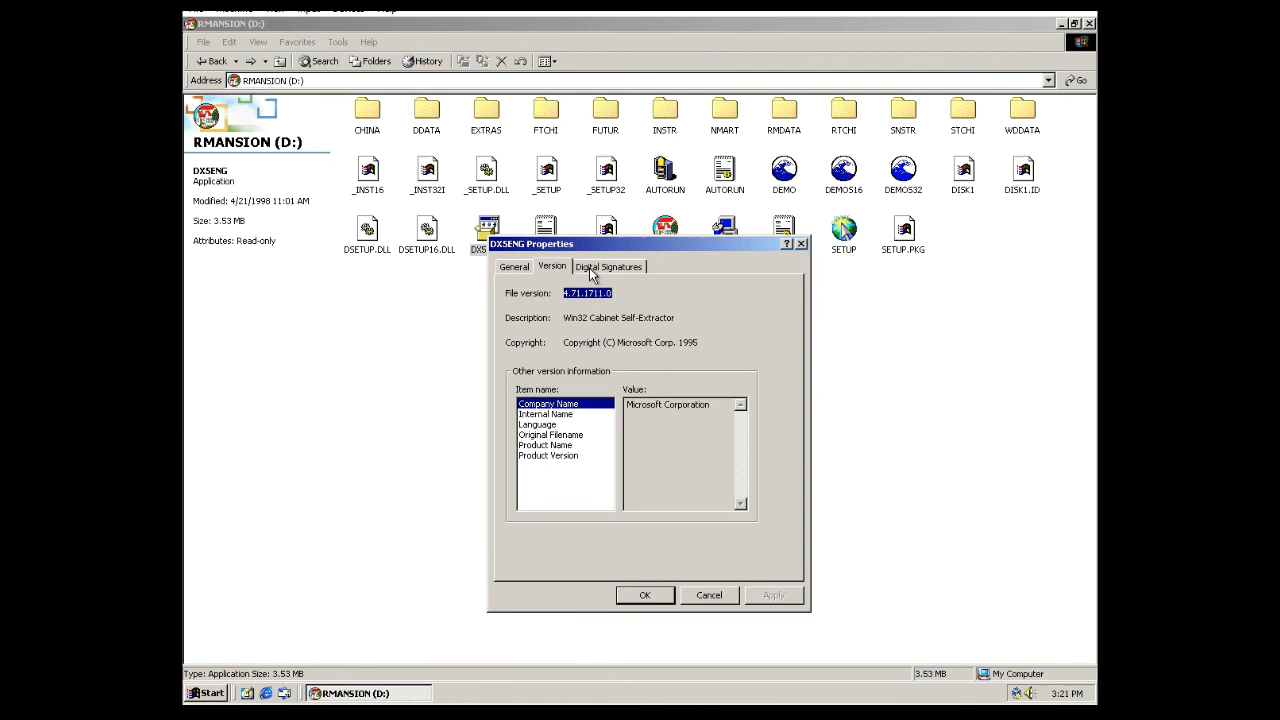 RMANSION (D:)
File Edit View Favorites Tools Help
Back Search Folders History
Address RMANSION (D:) Go
CHINA DDATA EXTRAS FTCHI FUTUR INSTR NMART RMDATA RTCHI SNSTR STCHI WDDATA
RMANSION (D:)
DX5ENG
Application
Modified: 4/21/1998 11:01 AM
Size: 3.53 MB
Attributes: Read-only
_INST16 _INST32I _SETUP.DLL _SETUP _SETUP32 AUTORUN AUTORUN DEMO DEMOS16 DEMOS32 DISK1 DISK1.ID
DSETUP.DLL DSETUP16.DLL SETUP SETUP.PKG
DX5ENG Properties
General Version Digital Signatures
File version: 4.71.1711.0
Description: Win32 Cabinet Self-Extractor
Copyright: Copyright (C) Microsoft Corp. 1995
Other version information
Item name: Value:
Company Name Microsoft Corporation
Internal Name
Language
Original Filename
Product Name
Product Version
OK Cancel Apply
Type: Application Size: 3.53 MB 3.53 MB My Computer
Start RMANSION (D:) 3:21 PM